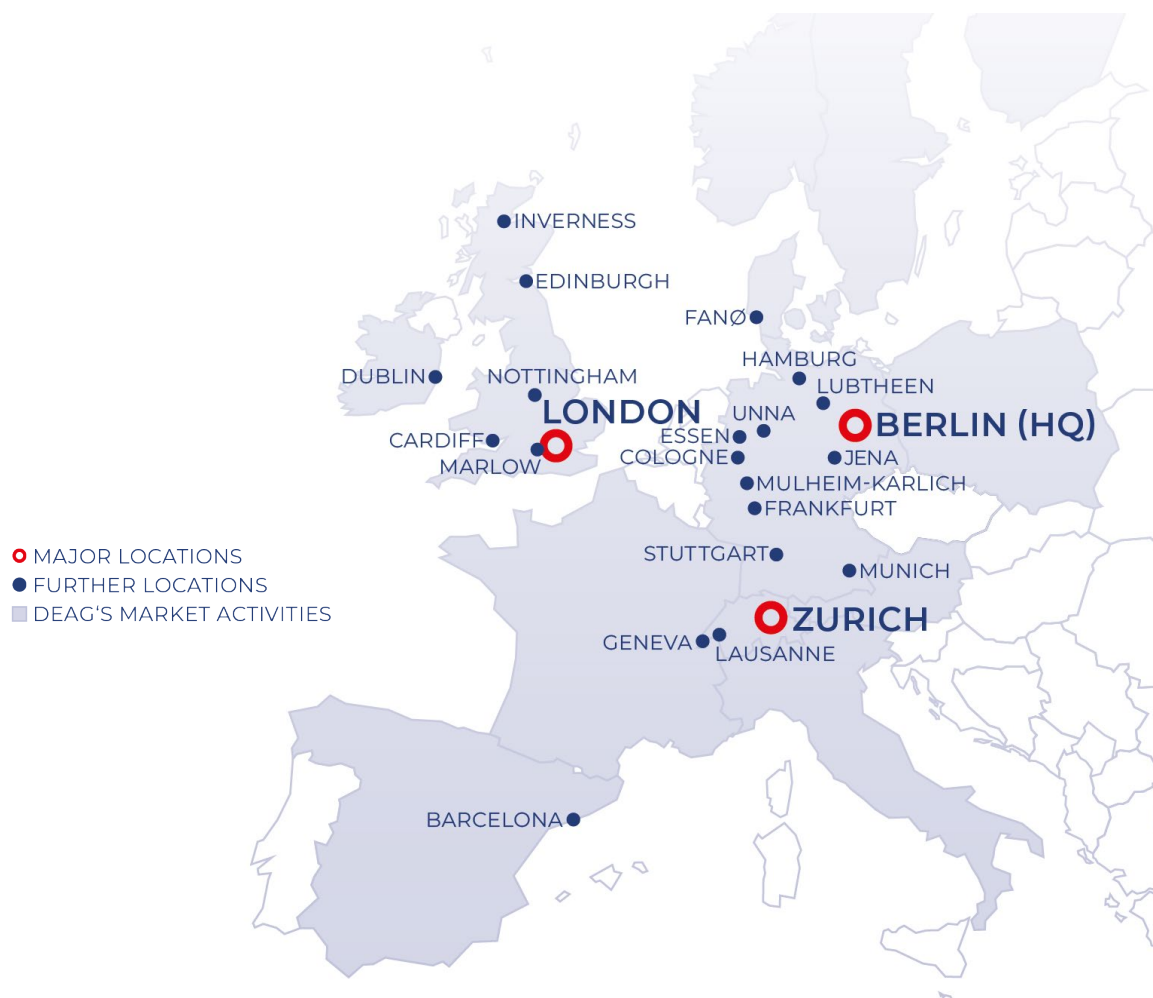 INVERNESS
EDINBURGH
FANØ
HAMBURG
DUBLIN
NOTTINGHAM
LUBTHEEN
LONDON
UNNA
BERLIN (HQ)
ESSEN
CARDIFF
COLOGNE
JENA
MARLOW
MULHEIM-KARLICH
FRANKFURT
STUTTGART
MUNICH
MAJOR LOCATIONS
FURTHER LOCATIONS
DEAG'S MARKET ACTIVITIES
ZURICH
GENEVA
LAUSANNE
BARCELONA